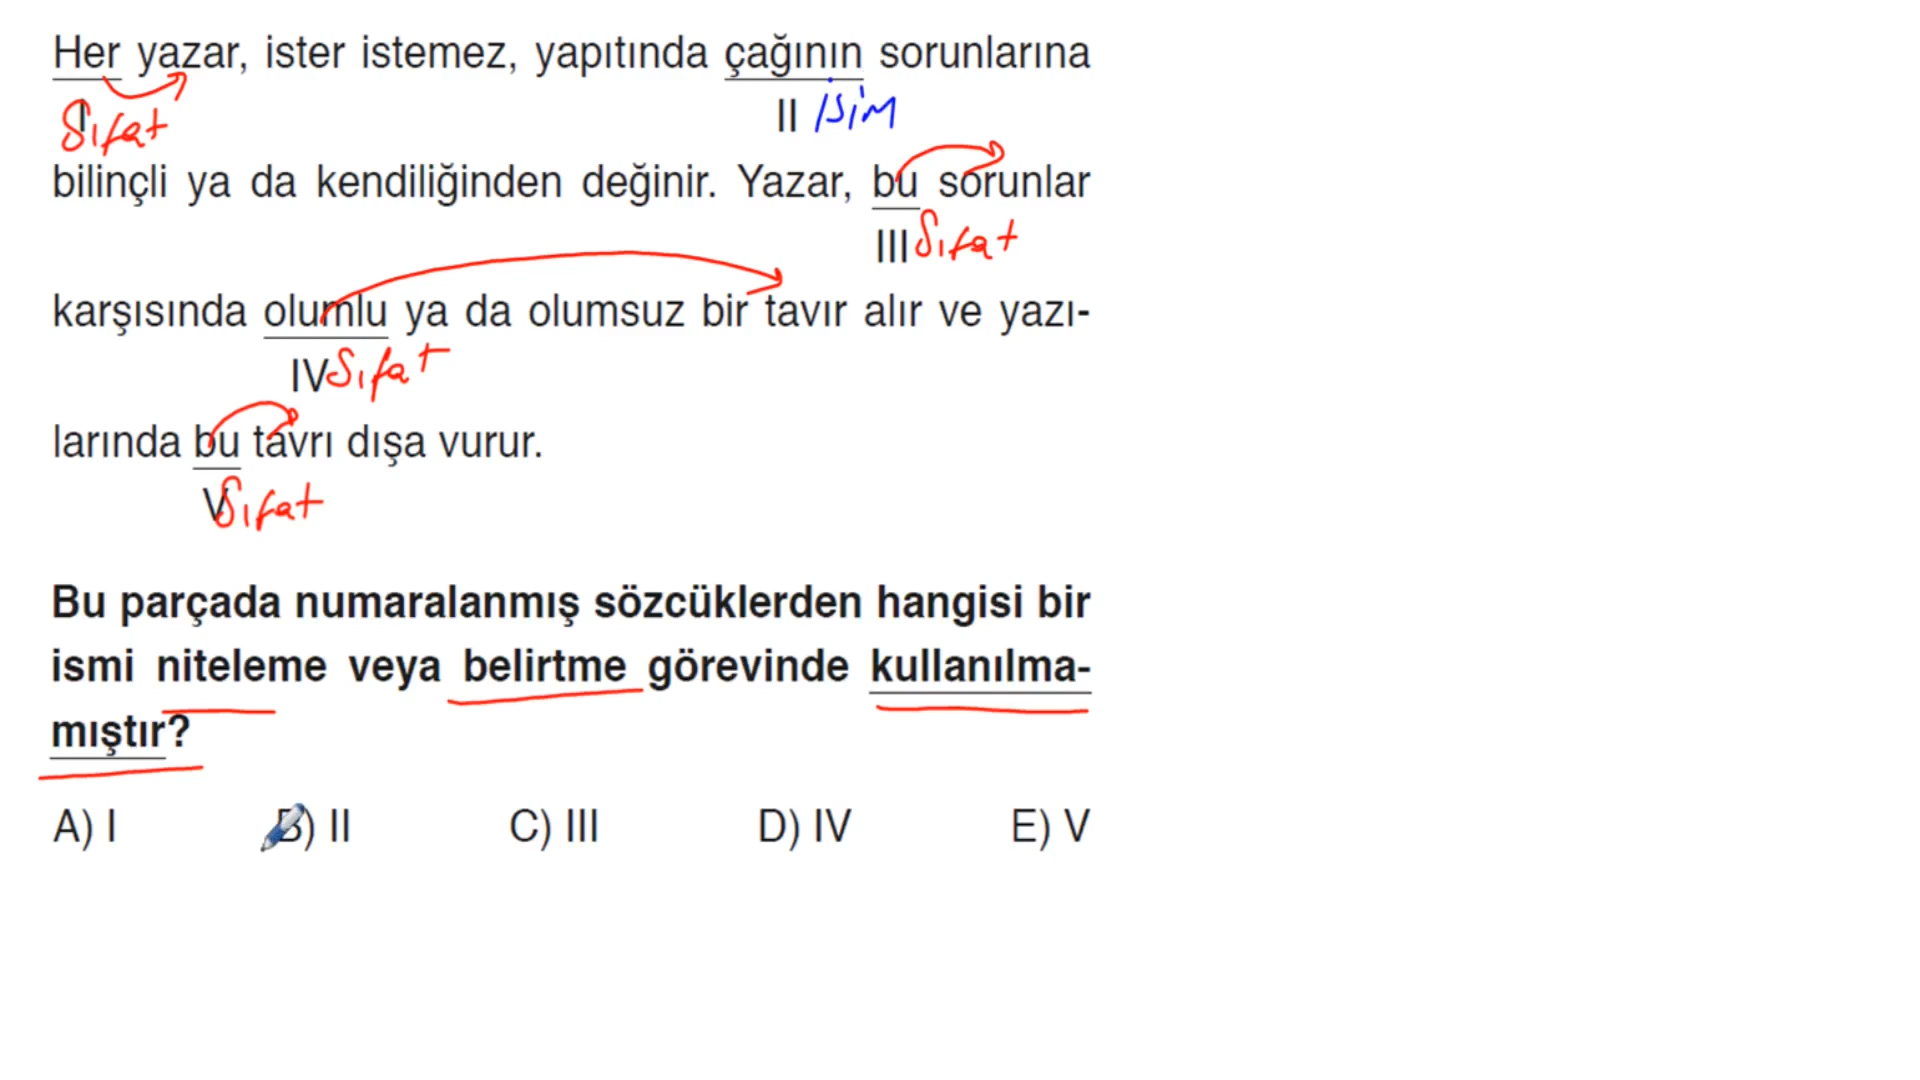 Her yazar, ister istemez, yapıtında çağının sorunlarına
I Sıfat II İSİM
bilinçli ya da kendiliğinden değinir. Yazar, bu sorunlar
III Sıfat
karşısında olumlu ya da olumsuz bir tavır alır ve yazı-
IV Sıfat
larında bu tavrı dışa vurur.
V Sıfat
Bu parçada numaralanmış sözcüklerden hangisi bir
ismi niteleme veya belirtme görevinde kullanılma-
mıştır?
A) I B) II C) III D) IV E) V